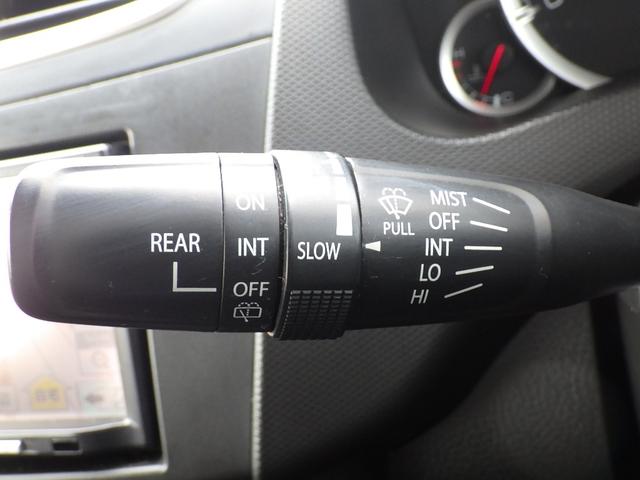 REAR
ON
INT
OFF
SLOW
PULL
MIST
OFF
INT
LO
HI